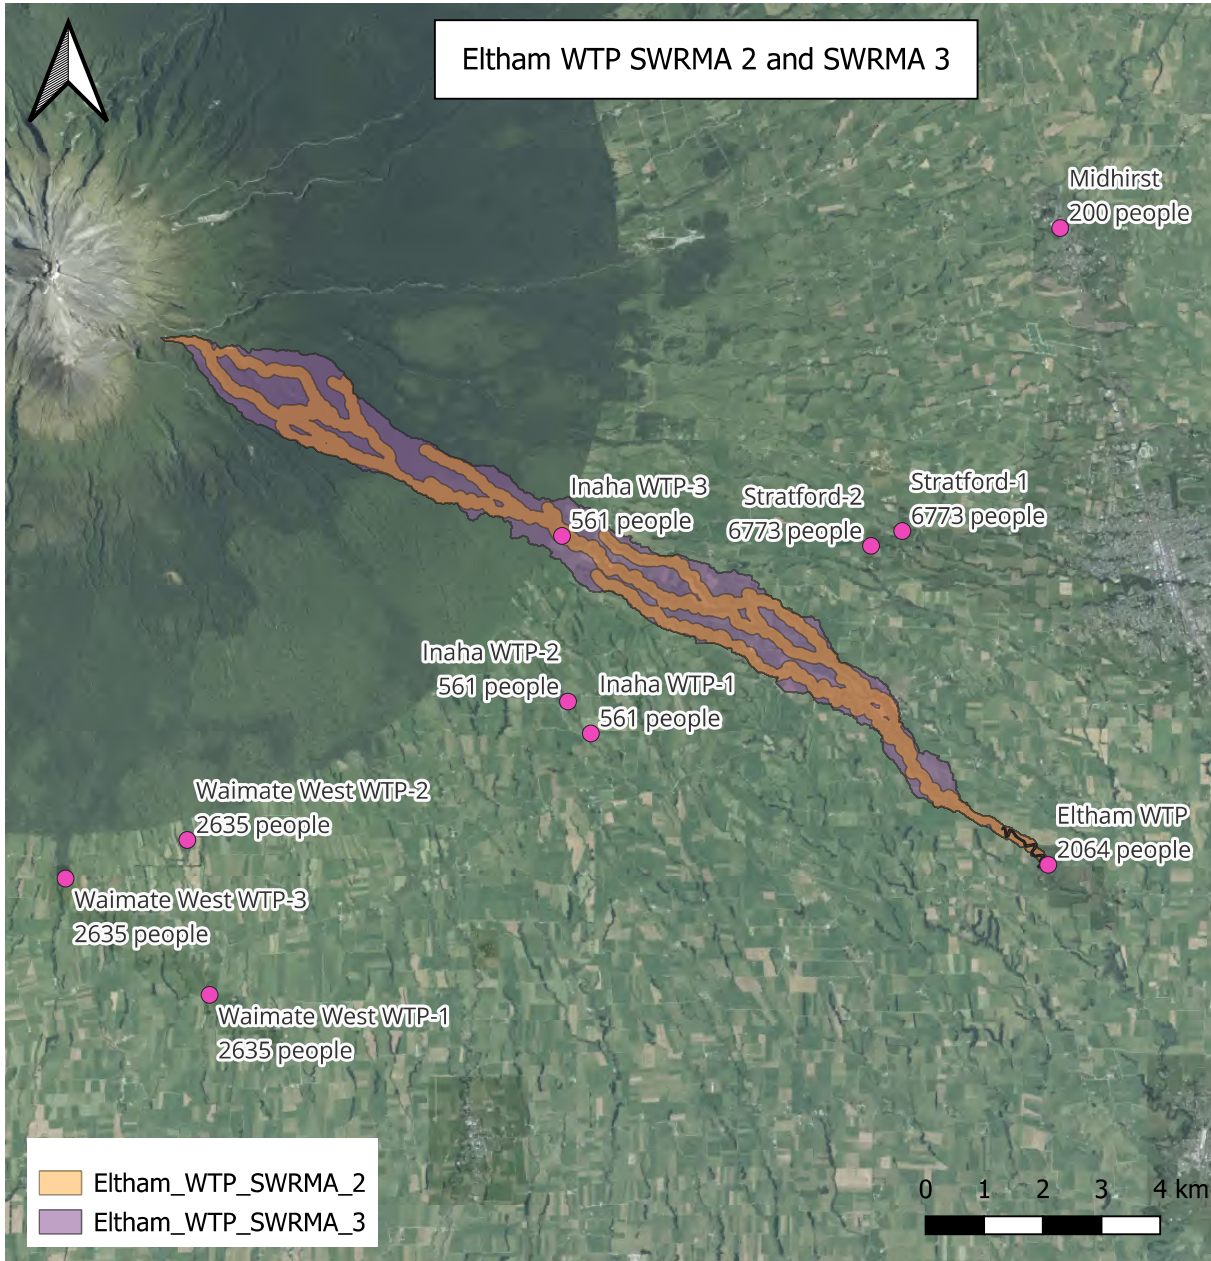 Eltham WTP SWRMA 2 and SWRMA 3
Midhirst
200 people
Inaha WTP-3
561 people
Stratford-2
6773 people
Stratford-1
6773 people
Inaha WTP-2
561 people
Inaha WTP-1
561 people
Waimate West WTP-2
2635 people
Eltham WTP
2064 people
Waimate West WTP-3
2635 people
Waimate West WTP-1
2635 people
Eltham_WTP_SWRMA_2
Eltham_WTP_SWRMA_3
0 1 2 3 4 km